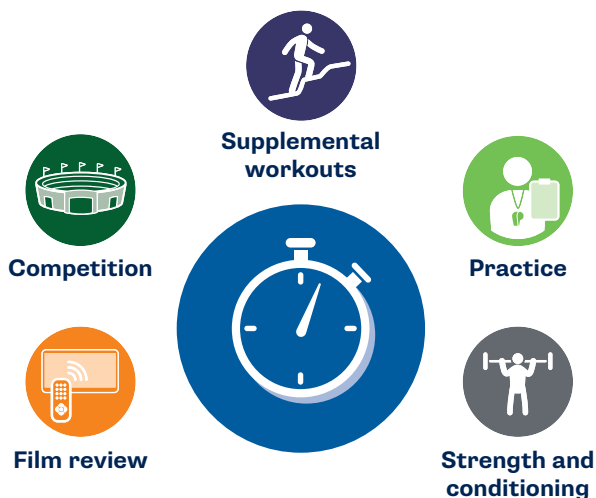 Supplemental
workouts
Competition
Practice
Film review
Strength and
conditioning